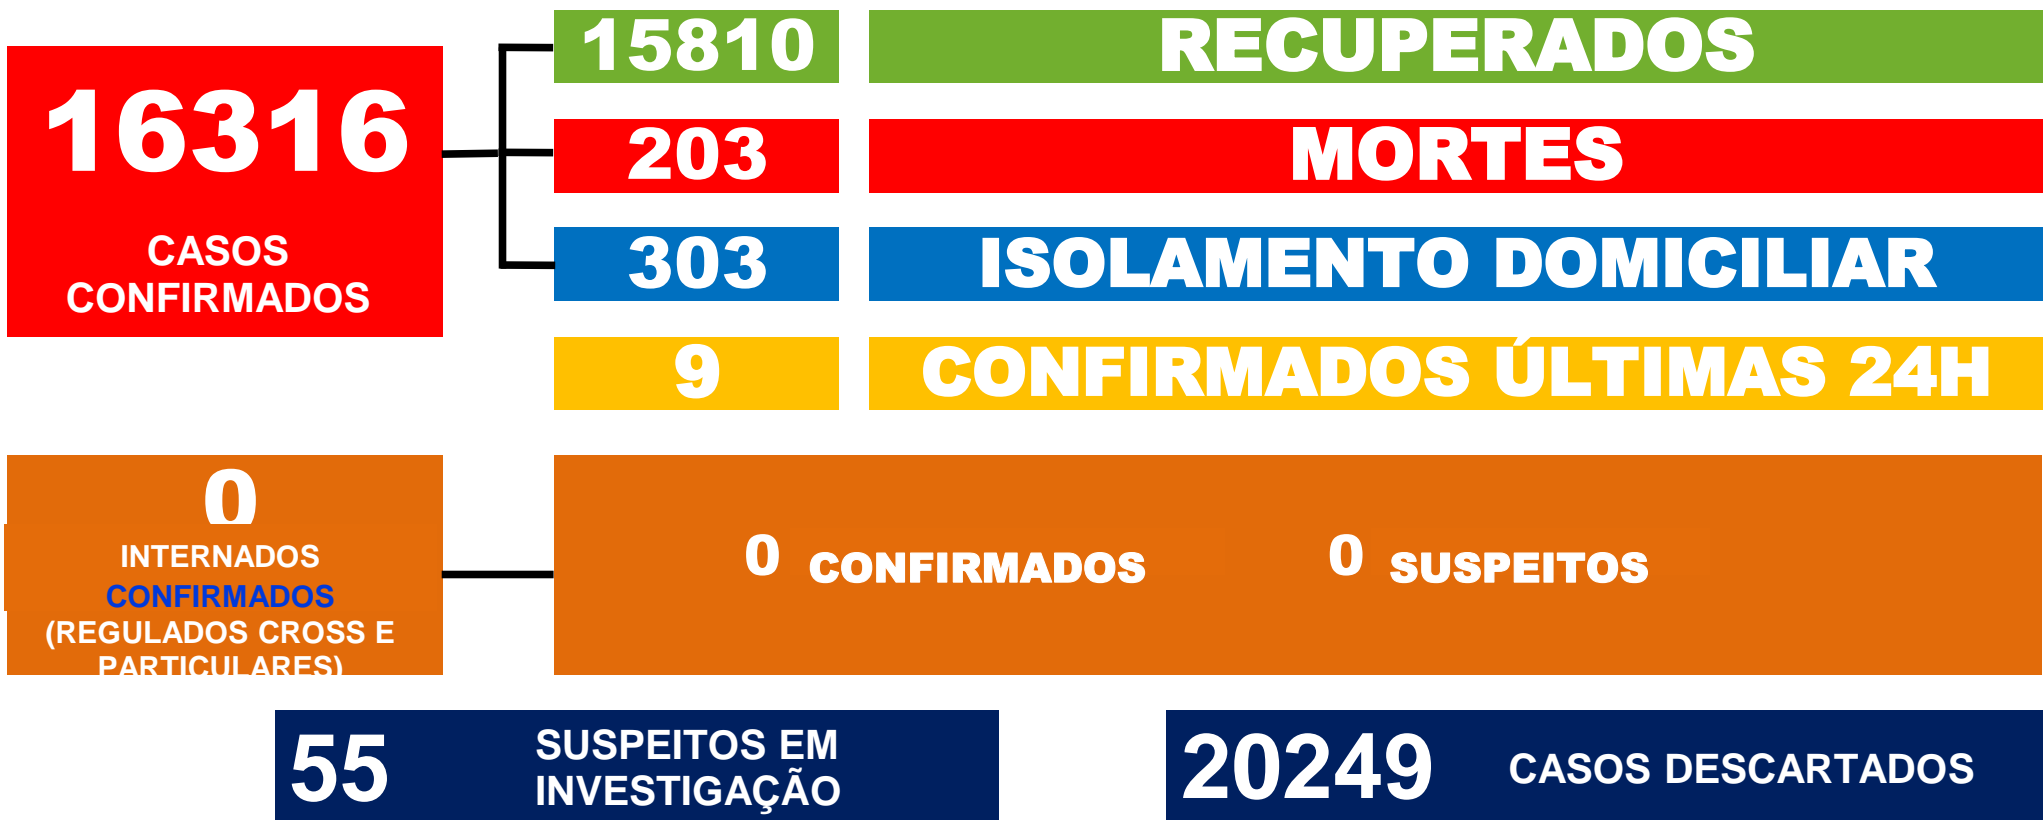 16316
CASOS
CONFIRMADOS
15810 RECUPERADOS
203 MORTES
303 ISOLAMENTO DOMICILIAR
9 CONFIRMADOS ÚLTIMAS 24H
0
INTERNADOS
CONFIRMADOS
(REGULADOS CROSS E
PARTICULARES)
0 CONFIRMADOS 0 SUSPEITOS
55 SUSPEITOS EM
INVESTIGAÇÃO
20249 CASOS DESCARTADOS